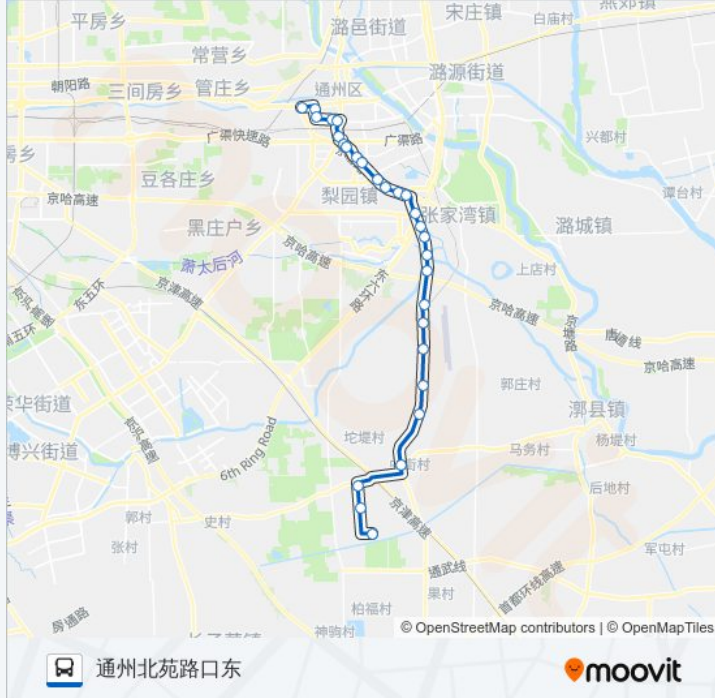 平房乡
潞邑街道
宋庄镇
燕郊镇
白庙村
常营乡
潞源街道
朝阳路
三间房乡
管庄乡
通州区
广渠快速路
广渠路
兴都村
房乡
豆各庄乡
梨园镇
京哈高速
谭台村
张家湾镇
潞城镇
黑庄户乡
京哈高速
萧太后河
上店村
东六环路
京津高速
东五环
京哈高速
京塘路
京哈高速
郭庄村
荣华街道
漷县镇
坨堤村
杨堤村
博兴街道
马务村
6th Ring Road
后地村
郭村
史村
京津高速
张村
军屯村
通武线
果村
首都环线高速
柏福村
神驹村
© OpenStreetMap contributors | © OpenMapTiles
通州北苑路口东
moovit